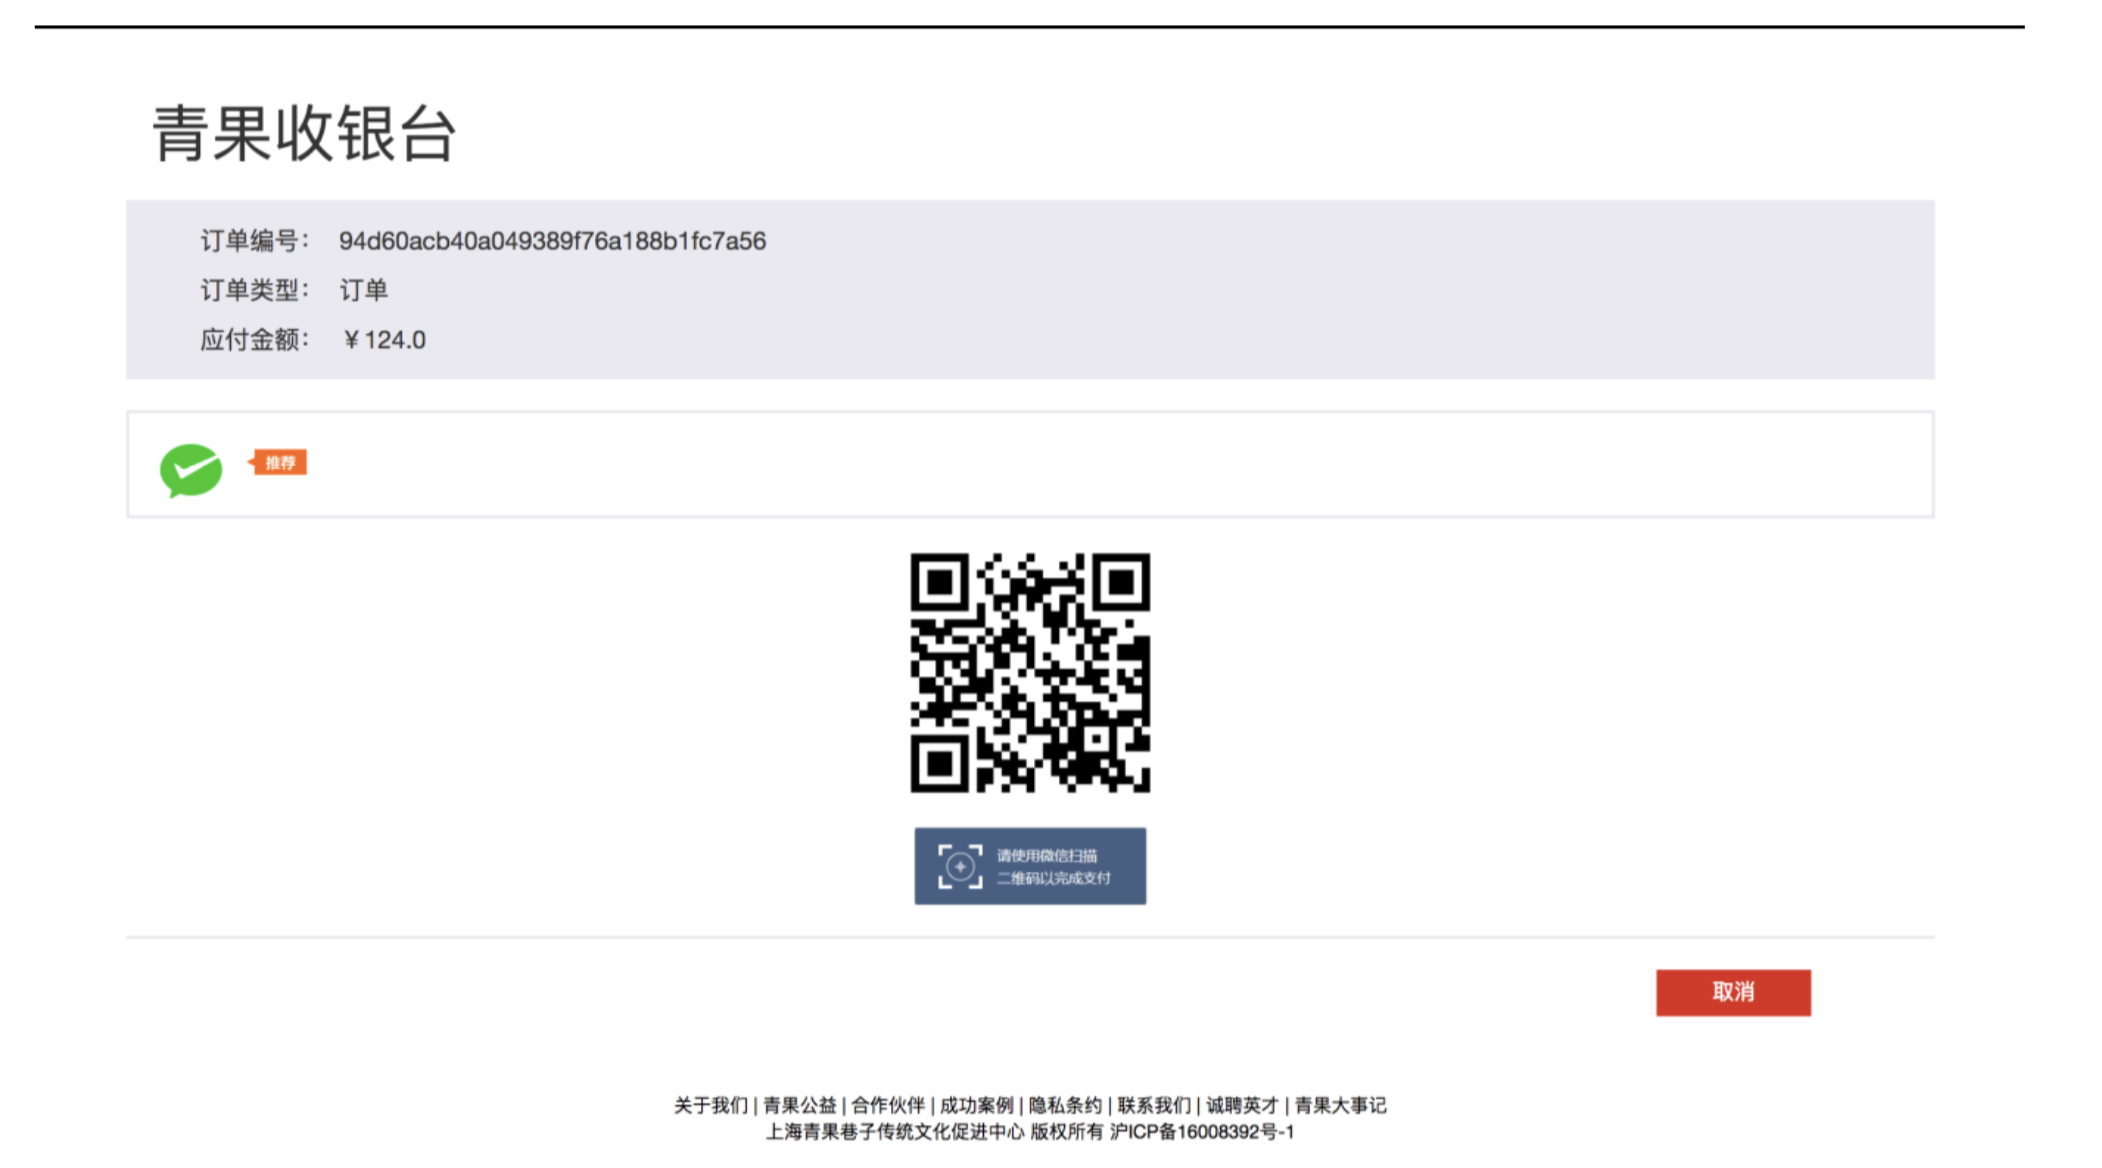 青果收银台
订单编号： 94d60acb40a049389f76a188b1fc7a56
订单类型： 订单
应付金额： ￥124.0
推荐
请使用微信扫描
二维码以完成支付
取消
关于我们 | 青果公益 | 合作伙伴 | 成功案例 | 隐私条约 | 联系我们 | 诚聘英才 | 青果大事记
上海青果巷子传统文化促进中心 版权所有 沪ICP备16008392号-1